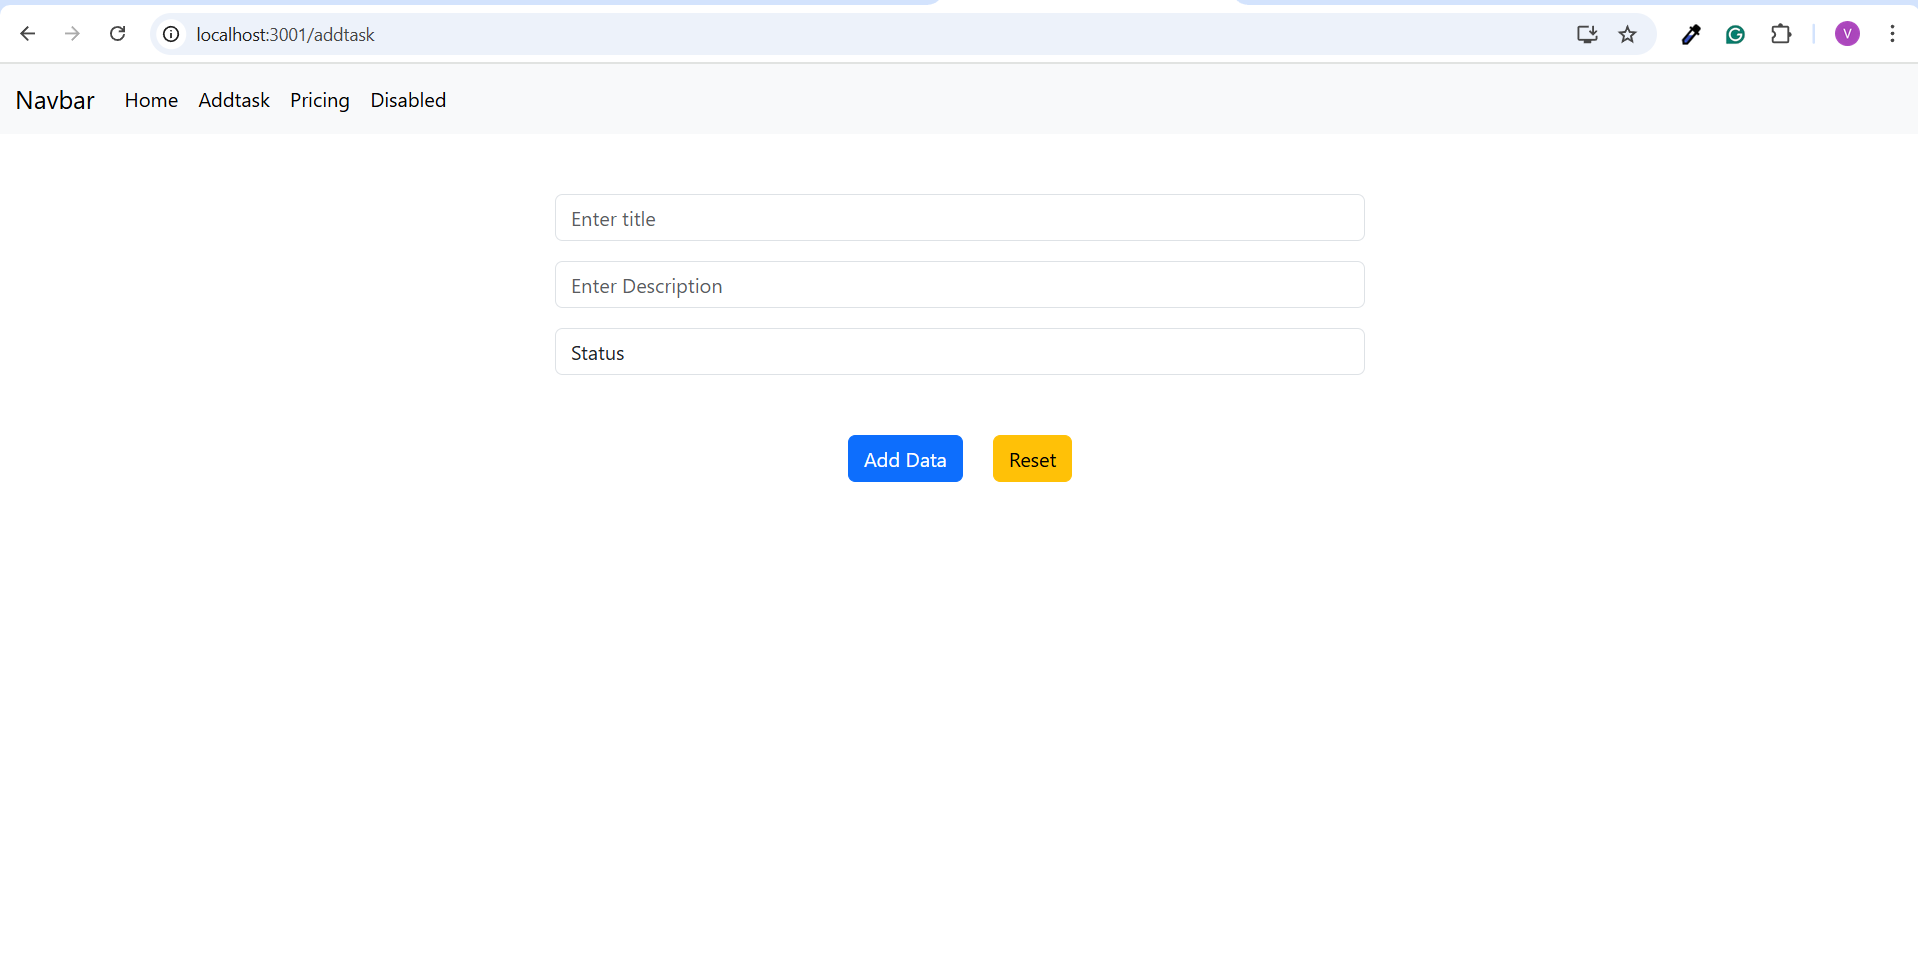 localhost:3001/addtask
V
Navbar Home Addtask Pricing Disabled
Enter title
Enter Description
Status
Add Data Reset